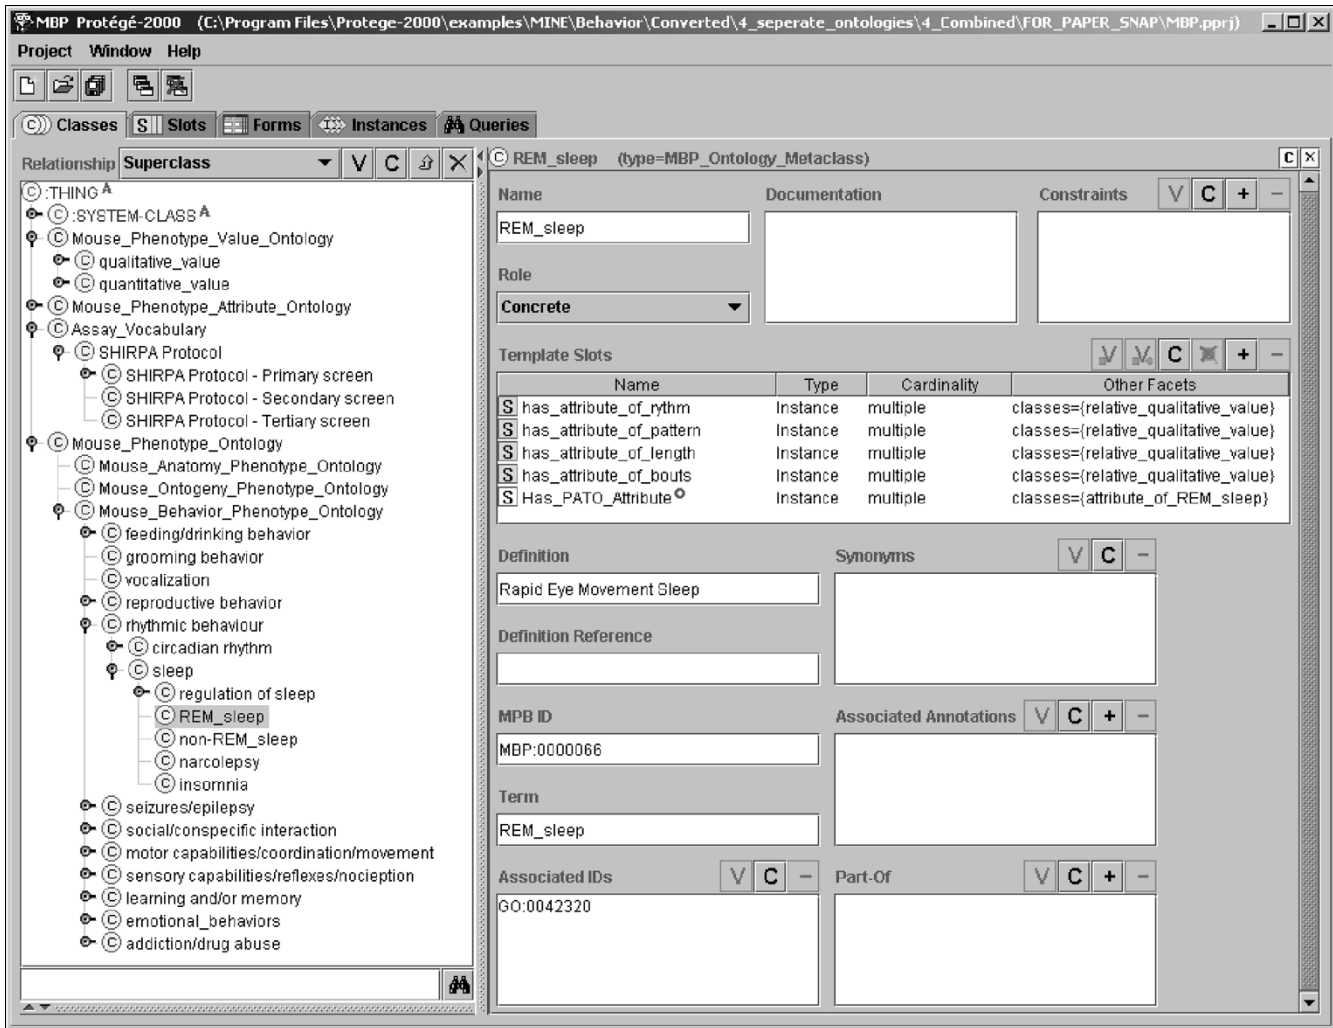 MBP Protégé-2000 (C:\Program Files\Protege-2000\examples\MINE\Behavior\Converted\4_seperate_ontologies\4_Combined\FOR_PAPER_SNAP\MBP.pprj)
Project Window Help
Classes Slots Forms Instances Queries
Relationship Superclass V C
:THING A
:SYSTEM-CLASS A
Mouse_Phenotype_Value_Ontology
qualitative_value
quantitative_value
Mouse_Phenotype_Attribute_Ontology
Assay_Vocabulary
SHIRPA Protocol
SHIRPA Protocol - Primary screen
SHIRPA Protocol - Secondary screen
SHIRPA Protocol - Tertiary screen
Mouse_Phenotype_Ontology
Mouse_Anatomy_Phenotype_Ontology
Mouse_Ontogeny_Phenotype_Ontology
Mouse_Behavior_Phenotype_Ontology
feeding/drinking behavior
grooming behavior
vocalization
reproductive behavior
rhythmic behaviour
circadian rhythm
sleep
regulation of sleep
REM_sleep
non-REM_sleep
narcolepsy
insomnia
seizures/epilepsy
social/conspecific interaction
motor capabilities/coordination/movement
sensory capabilities/reflexes/nociception
learning and/or memory
emotional_behaviors
addiction/drug abuse
REM_sleep (type=MBP_Ontology_Metaclass) C X
Name Documentation Constraints V C + −
REM_sleep
Role
Concrete
Template Slots V V C + −
Name Type Cardinality Other Facets
S has_attribute_of_rythm Instance multiple classes={relative_qualitative_value}
S has_attribute_of_pattern Instance multiple classes={relative_qualitative_value}
S has_attribute_of_length Instance multiple classes={relative_qualitative_value}
S has_attribute_of_bouts Instance multiple classes={relative_qualitative_value}
S Has_PATO_Attribute Instance multiple classes={attribute_of_REM_sleep}
Definition Synonyms V C −
Rapid Eye Movement Sleep
Definition Reference
MPB ID Associated Annotations V C + −
MBP:0000066
Term
REM_sleep
Associated IDs V C − Part-Of V C + −
GO:0042320